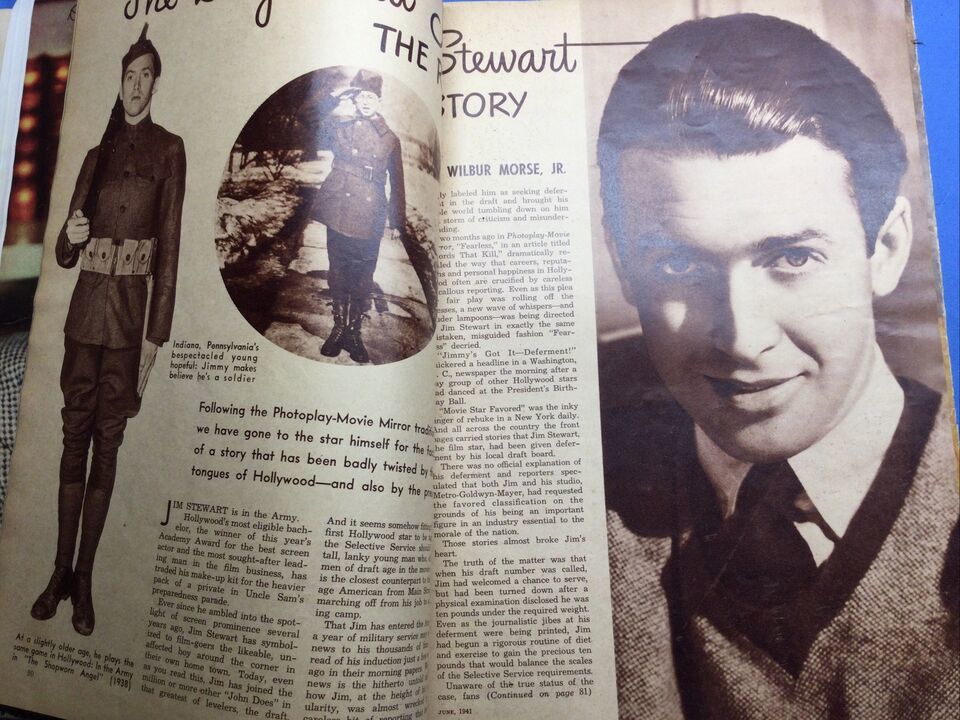 THE
Stewart
STORY
WILBUR MORSE, JR.
Indiana, Pennsylvania's
bespectacled young
hopeful: Jimmy makes
believe he's a soldier
Following the Photoplay-Movie Mirror
we have gone to the star himself for the
of a story that has been badly twisted by
tongues of Hollywood—and also by the
At a slightly older age, he plays the
same game in Hollywood: In the Army
in "The Shopworn Angel" (1938)
50
JIM STEWART is in the Army.
Hollywood's most eligible bach-
elor, the winner of this year's
Academy Award for the best screen
actor and the most sought-after lead-
ing man in the film business, has
traded his make-up kit for the heavier
pack of a private in Uncle Sam's
preparedness parade.
Ever since he ambled into the spot-
light of screen prominence several
years ago, Jim Stewart has symbol-
ized to film-goers the likeable, un-
affected boy around the corner in
their own home town. Today, even
as you read this, Jim has joined the
million or more other "John Does" in
that greatest of levelers, the draft.
And it seems somehow
first Hollywood star to be
the Selective Service
tall, lanky young man
men of draft age in the
is the closest counterpart to
age American from Main
marching off from his job
ing camp.
That Jim has entered the
a year of military service
news to his thousands of
read of his induction just a
ago in their morning papers.
news is the hitherto
how Jim, at the height of
ularity, was almost
careless bit of reporting
labeled him as seeking defer-
in the draft and brought his
world tumbling down on him
storm of criticism and misunder-
two months ago in Photoplay-Movie
"Fearless," in an article titled
That Kill," dramatically re-
the way that careers, reputa-
and personal happiness in Holly-
often are crucified by careless
callous reporting. Even as this plea
fair play was rolling off the
a new wave of whispers—and
lampoons—was being directed
Jim Stewart in exactly the same
mistaken, misguided fashion "Fear-
decried.
"Jimmy's Got It—Deferment!"
snickered a headline in a Washington,
C., newspaper the morning after a
group of other Hollywood stars
had danced at the President's Birth-
Ball.
"Movie Star Favored" was the inky
finger of rebuke in a New York daily.
And all across the country the front
pages carried stories that Jim Stewart,
the film star, had been given defer-
ment by his local draft board.
There was no official explanation of
his deferment and reporters spec-
ulated that both Jim and his studio,
Metro-Goldwyn-Mayer, had requested
the favored classification on the
grounds of his being an important
figure in an industry essential to the
morale of the nation.
Those stories almost broke Jim's
heart.
The truth of the matter was that
when his draft number was called,
Jim had welcomed a chance to serve,
but had been turned down after a
physical examination disclosed he was
ten pounds under the required weight.
Even as the journalistic jibes at his
deferment were being printed, Jim
had begun a rigorous routine of diet
and exercise to gain the precious ten
pounds that would balance the scales
of the Selective Service requirements.
Unaware of the true status of the
case, fans (Continued on page 81)
JUNE, 1941